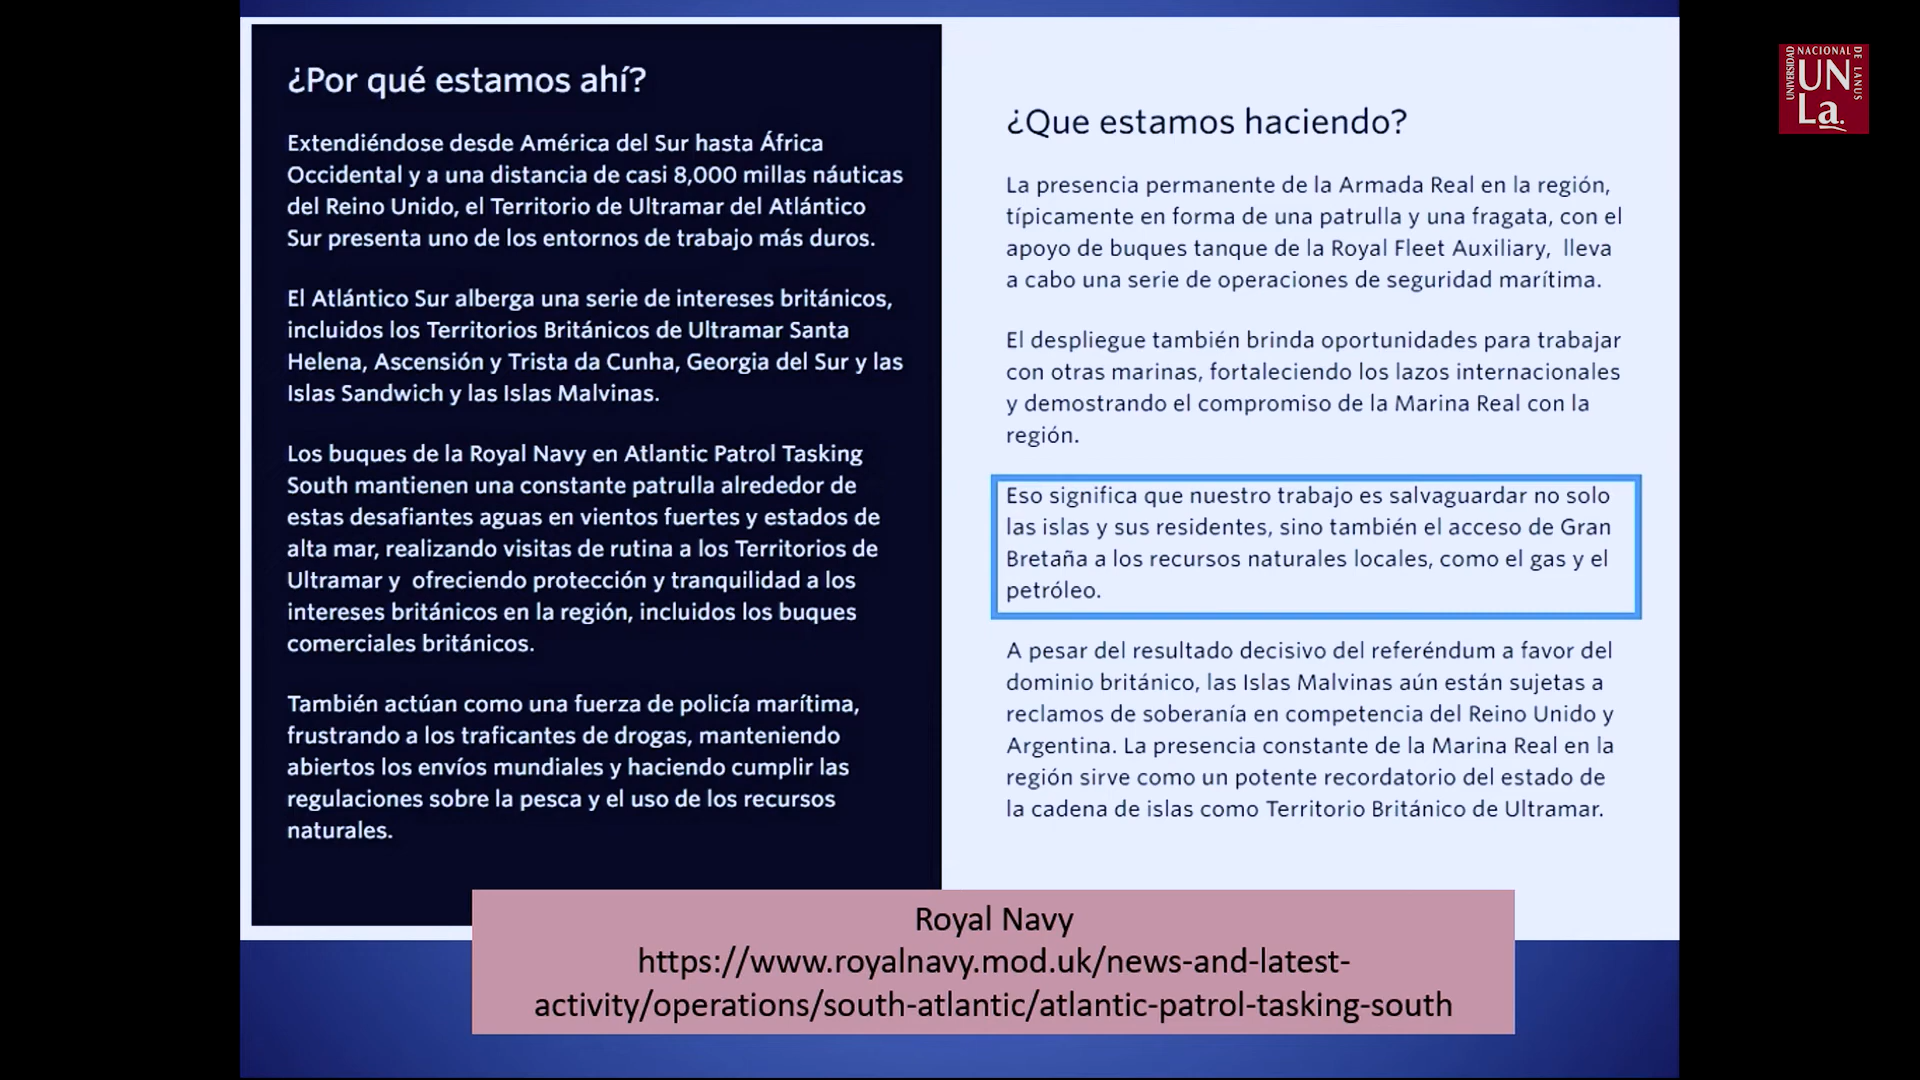 ¿Por qué estamos ahí?
Extendiéndose desde América del Sur hasta África
Occidental y a una distancia de casi 8,000 millas náuticas
del Reino Unido, el Territorio de Ultramar del Atlántico
Sur presenta uno de los entornos de trabajo más duros.
El Atlántico Sur alberga una serie de intereses británicos,
incluidos los Territorios Británicos de Ultramar Santa
Helena, Ascensión y Trista da Cunha, Georgia del Sur y las
Islas Sandwich y las Islas Malvinas.
Los buques de la Royal Navy en Atlantic Patrol Tasking
South mantienen una constante patrulla alrededor de
estas desafiantes aguas en vientos fuertes y estados de
alta mar, realizando visitas de rutina a los Territorios de
Ultramar y ofreciendo protección y tranquilidad a los
intereses británicos en la región, incluidos los buques
comerciales británicos.
También actúan como una fuerza de policía marítima,
frustrando a los traficantes de drogas, manteniendo
abiertos los envíos mundiales y haciendo cumplir las
regulaciones sobre la pesca y el uso de los recursos
naturales.
¿Que estamos haciendo?
La presencia permanente de la Armada Real en la región,
típicamente en forma de una patrulla y una fragata, con el
apoyo de buques tanque de la Royal Fleet Auxiliary, lleva
a cabo una serie de operaciones de seguridad marítima.
El despliegue también brinda oportunidades para trabajar
con otras marinas, fortaleciendo los lazos internacionales
y demostrando el compromiso de la Marina Real con la
región.
Eso significa que nuestro trabajo es salvaguardar no solo
las islas y sus residentes, sino también el acceso de Gran
Bretaña a los recursos naturales locales, como el gas y el
petróleo.
A pesar del resultado decisivo del referéndum a favor del
dominio británico, las Islas Malvinas aún están sujetas a
reclamos de soberanía en competencia del Reino Unido y
Argentina. La presencia constante de la Marina Real en la
región sirve como un potente recordatorio del estado de
la cadena de islas como Territorio Británico de Ultramar.
Royal Navy
https://www.royalnavy.mod.uk/news-and-latest-
activity/operations/south-atlantic/atlantic-patrol-tasking-south
UNIVERSIDAD NACIONAL DE LANUS
UN
La.